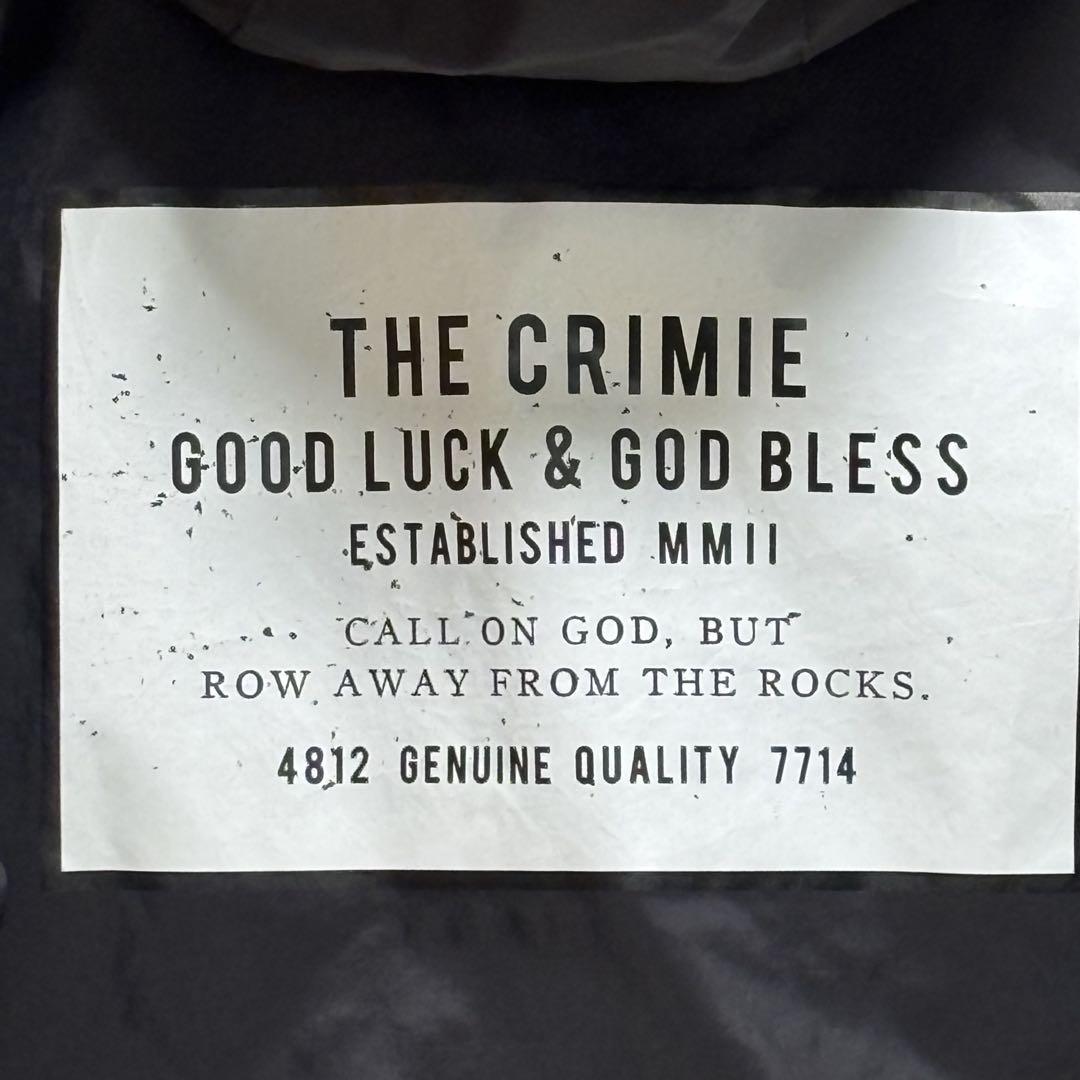 THE CRIMIE
GOOD LUCK & GOD BLESS
ESTABLISHED MMII
CALL ON GOD, BUT
ROW AWAY FROM THE ROCKS.
4812 GENUINE QUALITY 7714